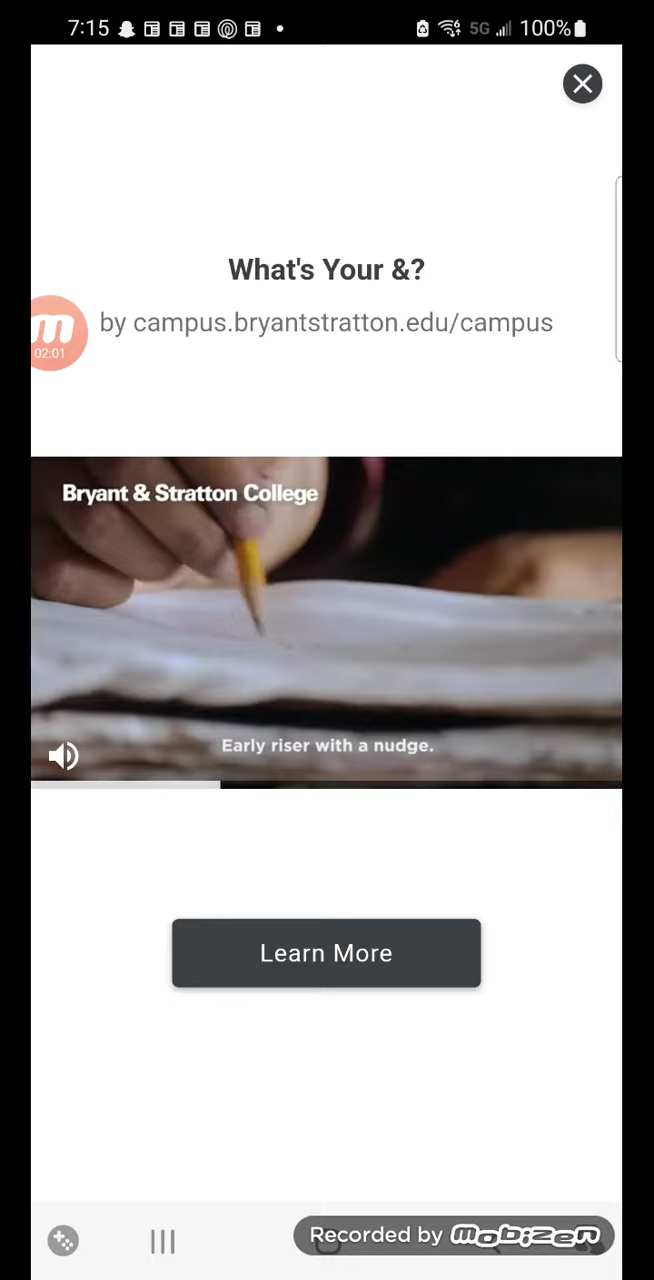 7:15 5G 100%
What's Your &?
by campus.bryantstratton.edu/campus
m
02:01
Bryant & Stratton College
Early riser with a nudge.
Learn More
Recorded by mobizen